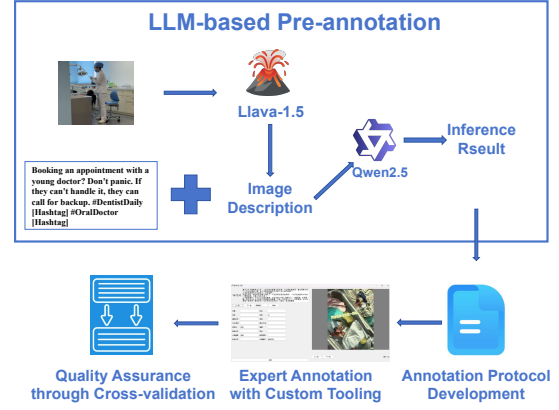 LLM-based Pre-annotation
Llava-1.5
Booking an appointment with a
young doctor? Don't panic. If
they can't handle it, they can
call for backup. #DentistDaily
[Hashtag] #OralDoctor
[Hashtag]
Image
Description
Qwen2.5
Inference
Rseult
Annotation Protocol
Development
Expert Annotation
with Custom Tooling
Quality Assurance
through Cross-validation